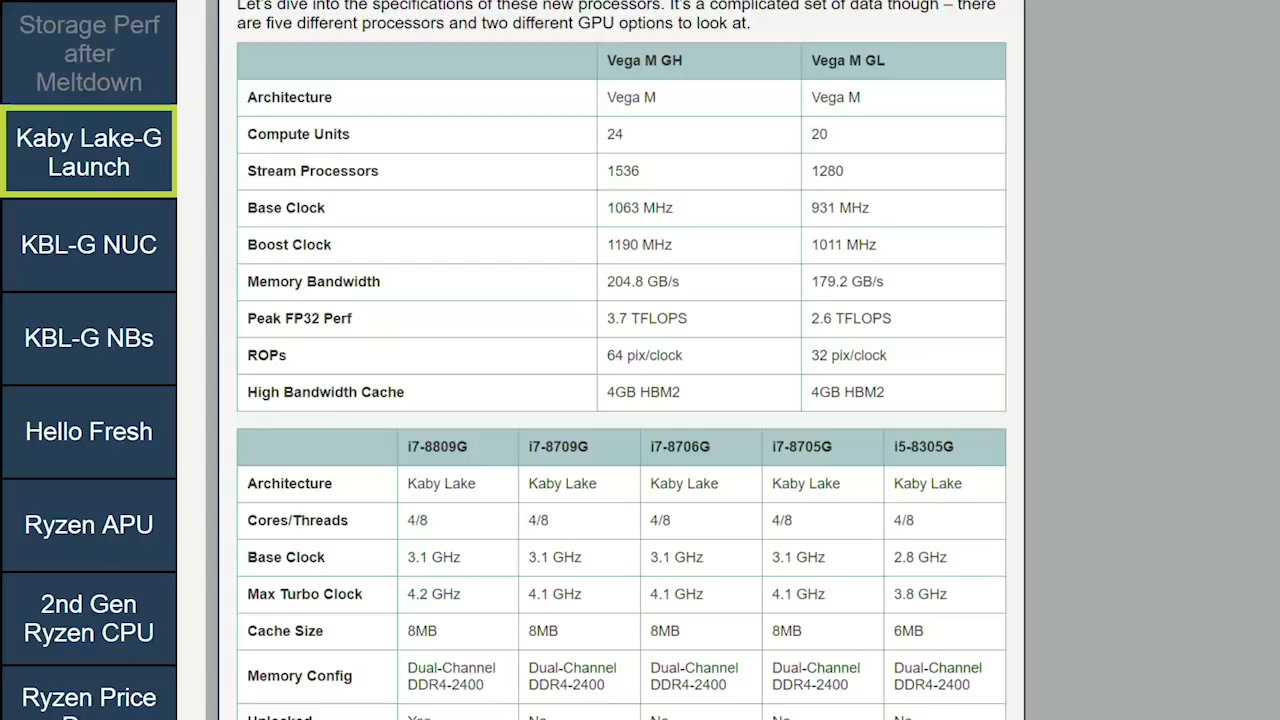 Storage Perf
after
Meltdown
Kaby Lake-G
Launch
KBL-G NUC
KBL-G NBs
Hello Fresh
Ryzen APU
2nd Gen
Ryzen CPU
Ryzen Price
Let's dive into the specifications of these new processors. It's a complicated set of data though – there
are five different processors and two different GPU options to look at.
Vega M GH Vega M GL
Architecture Vega M Vega M
Compute Units 24 20
Stream Processors 1536 1280
Base Clock 1063 MHz 931 MHz
Boost Clock 1190 MHz 1011 MHz
Memory Bandwidth 204.8 GB/s 179.2 GB/s
Peak FP32 Perf 3.7 TFLOPS 2.6 TFLOPS
ROPs 64 pix/clock 32 pix/clock
High Bandwidth Cache 4GB HBM2 4GB HBM2
i7-8809G i7-8709G i7-8706G i7-8705G i5-8305G
Architecture Kaby Lake Kaby Lake Kaby Lake Kaby Lake Kaby Lake
Cores/Threads 4/8 4/8 4/8 4/8 4/8
Base Clock 3.1 GHz 3.1 GHz 3.1 GHz 3.1 GHz 2.8 GHz
Max Turbo Clock 4.2 GHz 4.1 GHz 4.1 GHz 4.1 GHz 3.8 GHz
Cache Size 8MB 8MB 8MB 8MB 6MB
Memory Config Dual-Channel DDR4-2400 Dual-Channel DDR4-2400 Dual-Channel DDR4-2400 Dual-Channel DDR4-2400 Dual-Channel DDR4-2400